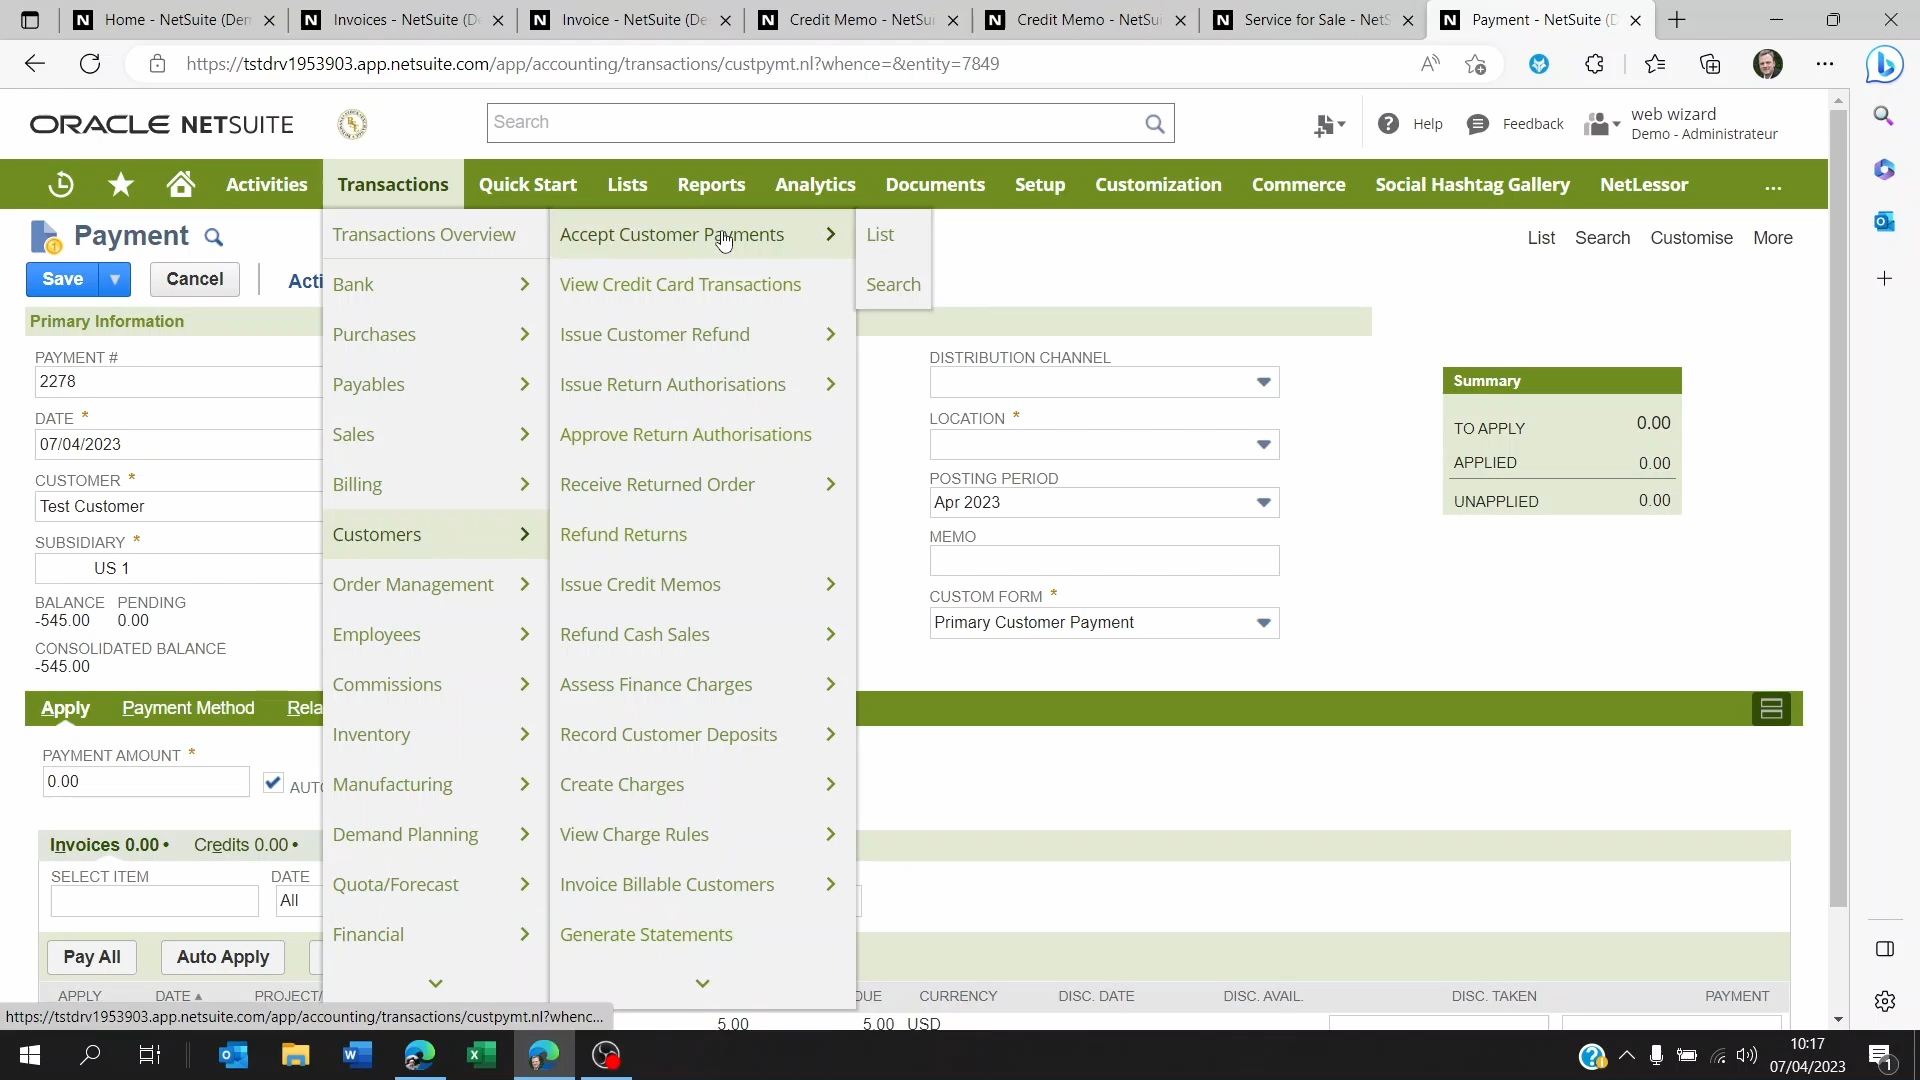 Home - NetSuite (Den
Invoices - NetSuite (D
Invoice - NetSuite (De
Credit Memo - NetSu
Credit Memo - NetSu
Service for Sale - NetS
Payment - NetSuite (D
https://tstdrv1953903.app.netsuite.com/app/accounting/transactions/custpymt.nl?whence=&entity=7849
ORACLE NETSUITE
Search
Help
Feedback
web wizard
Demo - Administrateur
Activities
Transactions
Quick Start
Lists
Reports
Analytics
Documents
Setup
Customization
Commerce
Social Hashtag Gallery
NetLessor
...
Payment
List
Search
Customise
More
Save
Cancel
Acti
Transactions Overview
Bank
Purchases
Payables
Sales
Billing
Customers
Order Management
Employees
Commissions
Inventory
Manufacturing
Demand Planning
Quota/Forecast
Financial
Accept Customer Payments
View Credit Card Transactions
Issue Customer Refund
Issue Return Authorisations
Approve Return Authorisations
Receive Returned Order
Refund Returns
Issue Credit Memos
Refund Cash Sales
Assess Finance Charges
Record Customer Deposits
Create Charges
View Charge Rules
Invoice Billable Customers
Generate Statements
List
Search
Primary Information
PAYMENT #
2278
DATE *
07/04/2023
CUSTOMER *
Test Customer
SUBSIDIARY *
US 1
BALANCE PENDING
-545.00 0.00
CONSOLIDATED BALANCE
-545.00
DISTRIBUTION CHANNEL
LOCATION *
POSTING PERIOD
Apr 2023
MEMO
CUSTOM FORM *
Primary Customer Payment
Summary
TO APPLY 0.00
APPLIED 0.00
UNAPPLIED 0.00
Apply
Payment Method
Rela
PAYMENT AMOUNT *
0.00
AUTO
Invoices 0.00 •
Credits 0.00 •
SELECT ITEM
DATE
All
Pay All
Auto Apply
APPLY
DATE ▲
PROJECT/
DUE
CURRENCY
DISC. DATE
DISC. AVAIL.
DISC. TAKEN
PAYMENT
https://tstdrv1953903.app.netsuite.com/app/accounting/transactions/custpymt.nl?whenc...
5.00
5.00 USD
10:17
07/04/2023
1